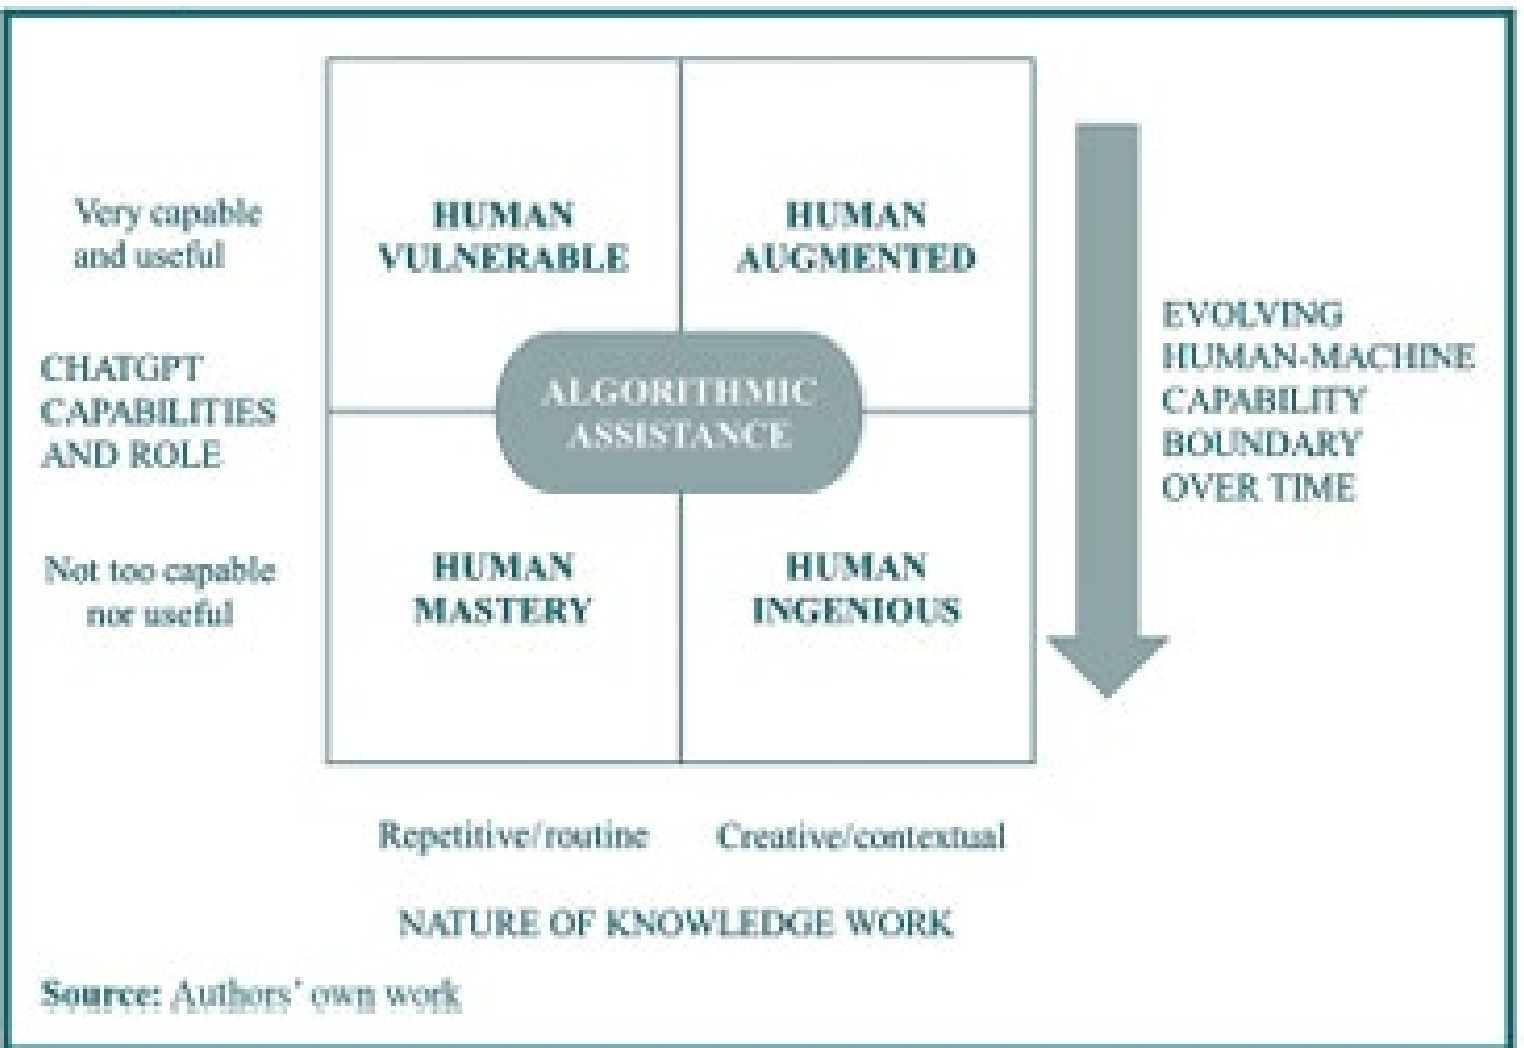 Very capable
and useful
HUMAN
VULNERABLE
HUMAN
AUGMENTED
CHATGPT
CAPABILITIES
AND ROLE
ALGORITHMIC
ASSISTANCE
EVOLVING
HUMAN-MACHINE
CAPABILITY
BOUNDARY
OVER TIME
Not too capable
nor useful
HUMAN
MASTERY
HUMAN
INGENIOUS
Repetitive/routine
Creative/contextual
NATURE OF KNOWLEDGE WORK
Source: Authors' own work